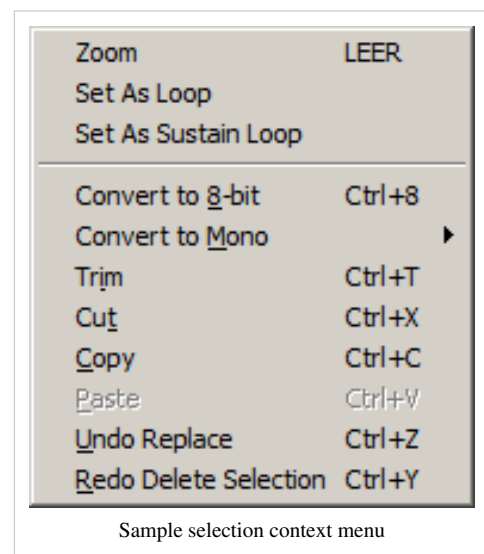 Zoom LEER
Set As Loop
Set As Sustain Loop
Convert to 8-bit Ctrl+8
Convert to Mono
Trim Ctrl+T
Cut Ctrl+X
Copy Ctrl+C
Paste Ctrl+V
Undo Replace Ctrl+Z
Redo Delete Selection Ctrl+Y
Sample selection context menu